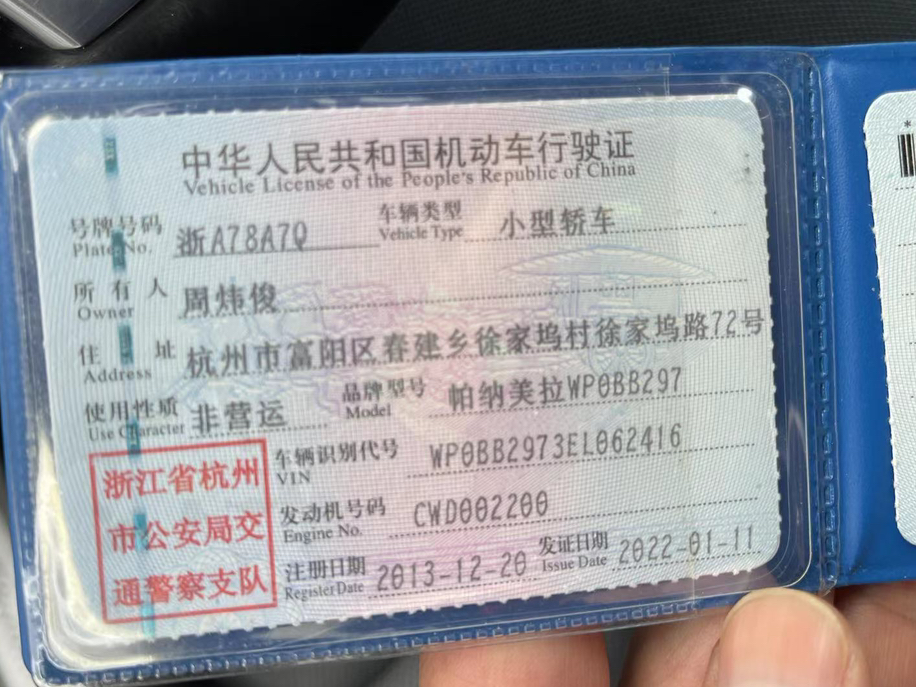 中华人民共和国机动车行驶证
Vehicle License of the People's Republic of China
号牌号码 浙A78A7Q 车辆类型 小型轿车
Plate No. Vehicle Type
所有人 周炜俊
Owner
住址 杭州市富阳区春建乡徐家坞村徐家坞路72号
Address
使用性质 非营运 品牌型号 帕纳美拉WP0BB297
Use Character Model
车辆识别代号 WP0BB2973EL062416
VIN
发动机号码 CWD002200
Engine No.
注册日期 2013-12-20 发证日期 2022-01-11
Register Date Issue Date
浙江省杭州
市公安局交
通警察支队